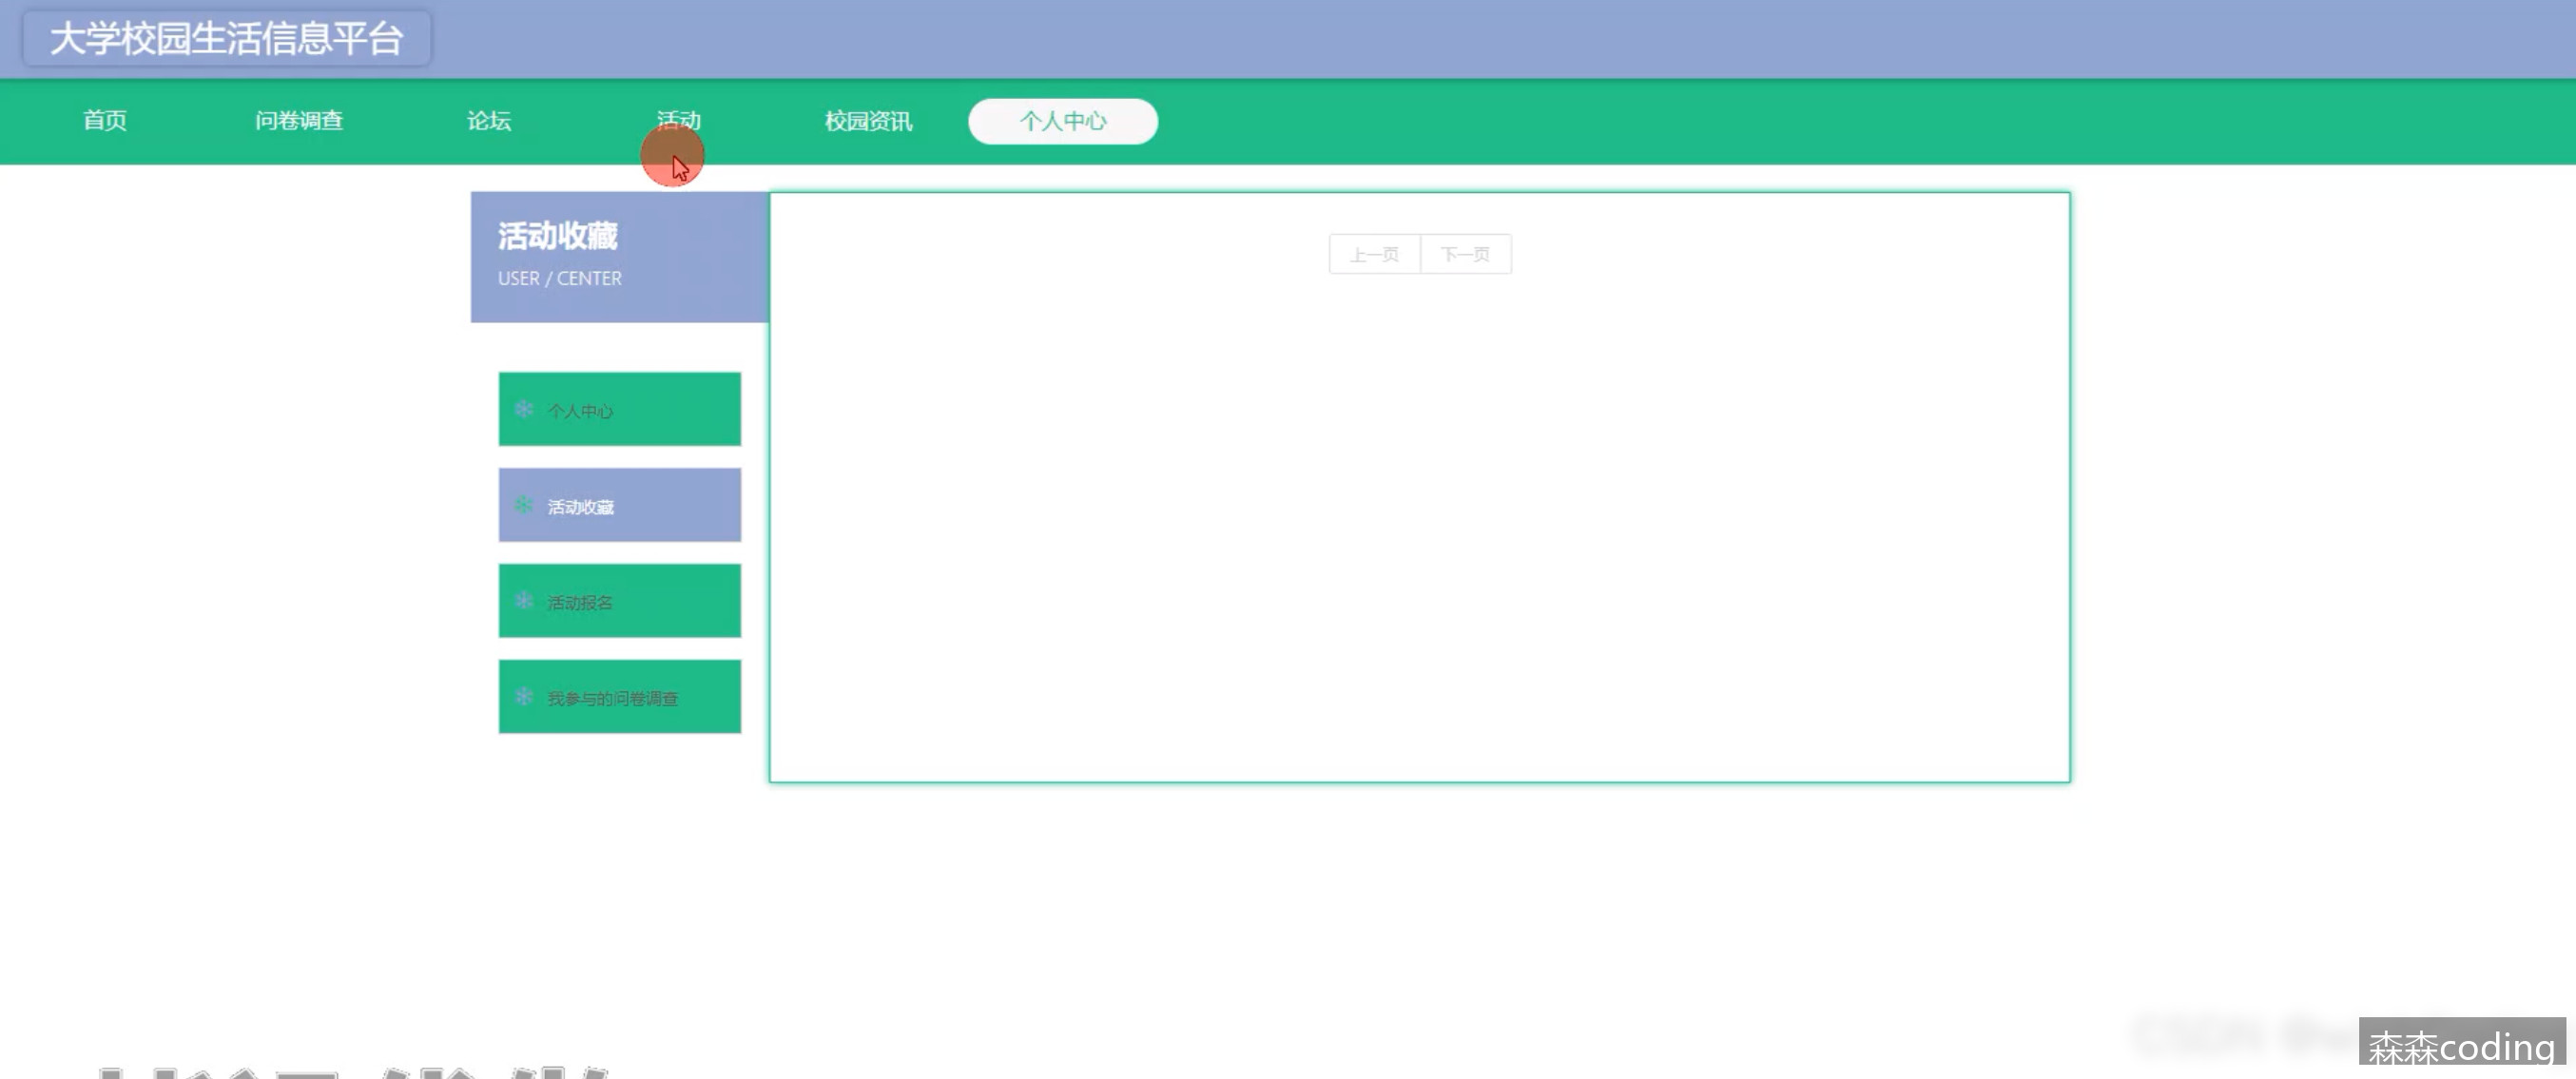 大学校园生活信息平台
首页 问卷调查 论坛 活动 校园资讯 个人中心
活动收藏
USER / CENTER
上一页 下一页
个人中心
活动收藏
活动报名
我参与的问卷调查
森森coding